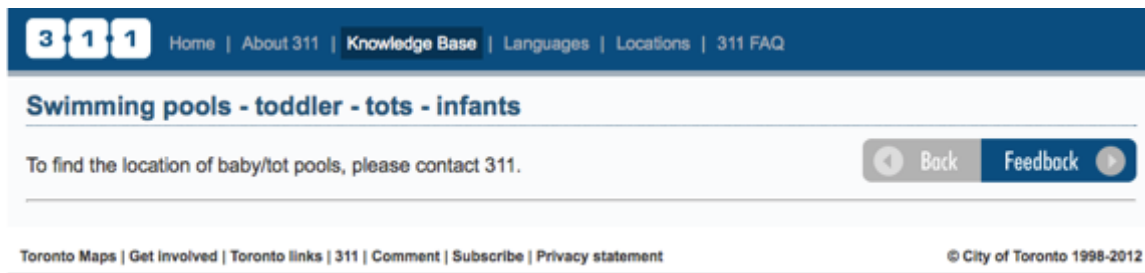 3 1 1 Home | About 311 | Knowledge Base | Languages | Locations | 311 FAQ
Swimming pools - toddler - tots - infants
To find the location of baby/tot pools, please contact 311.
Back Feedback
Toronto Maps | Get involved | Toronto links | 311 | Comment | Subscribe | Privacy statement
© City of Toronto 1998-2012